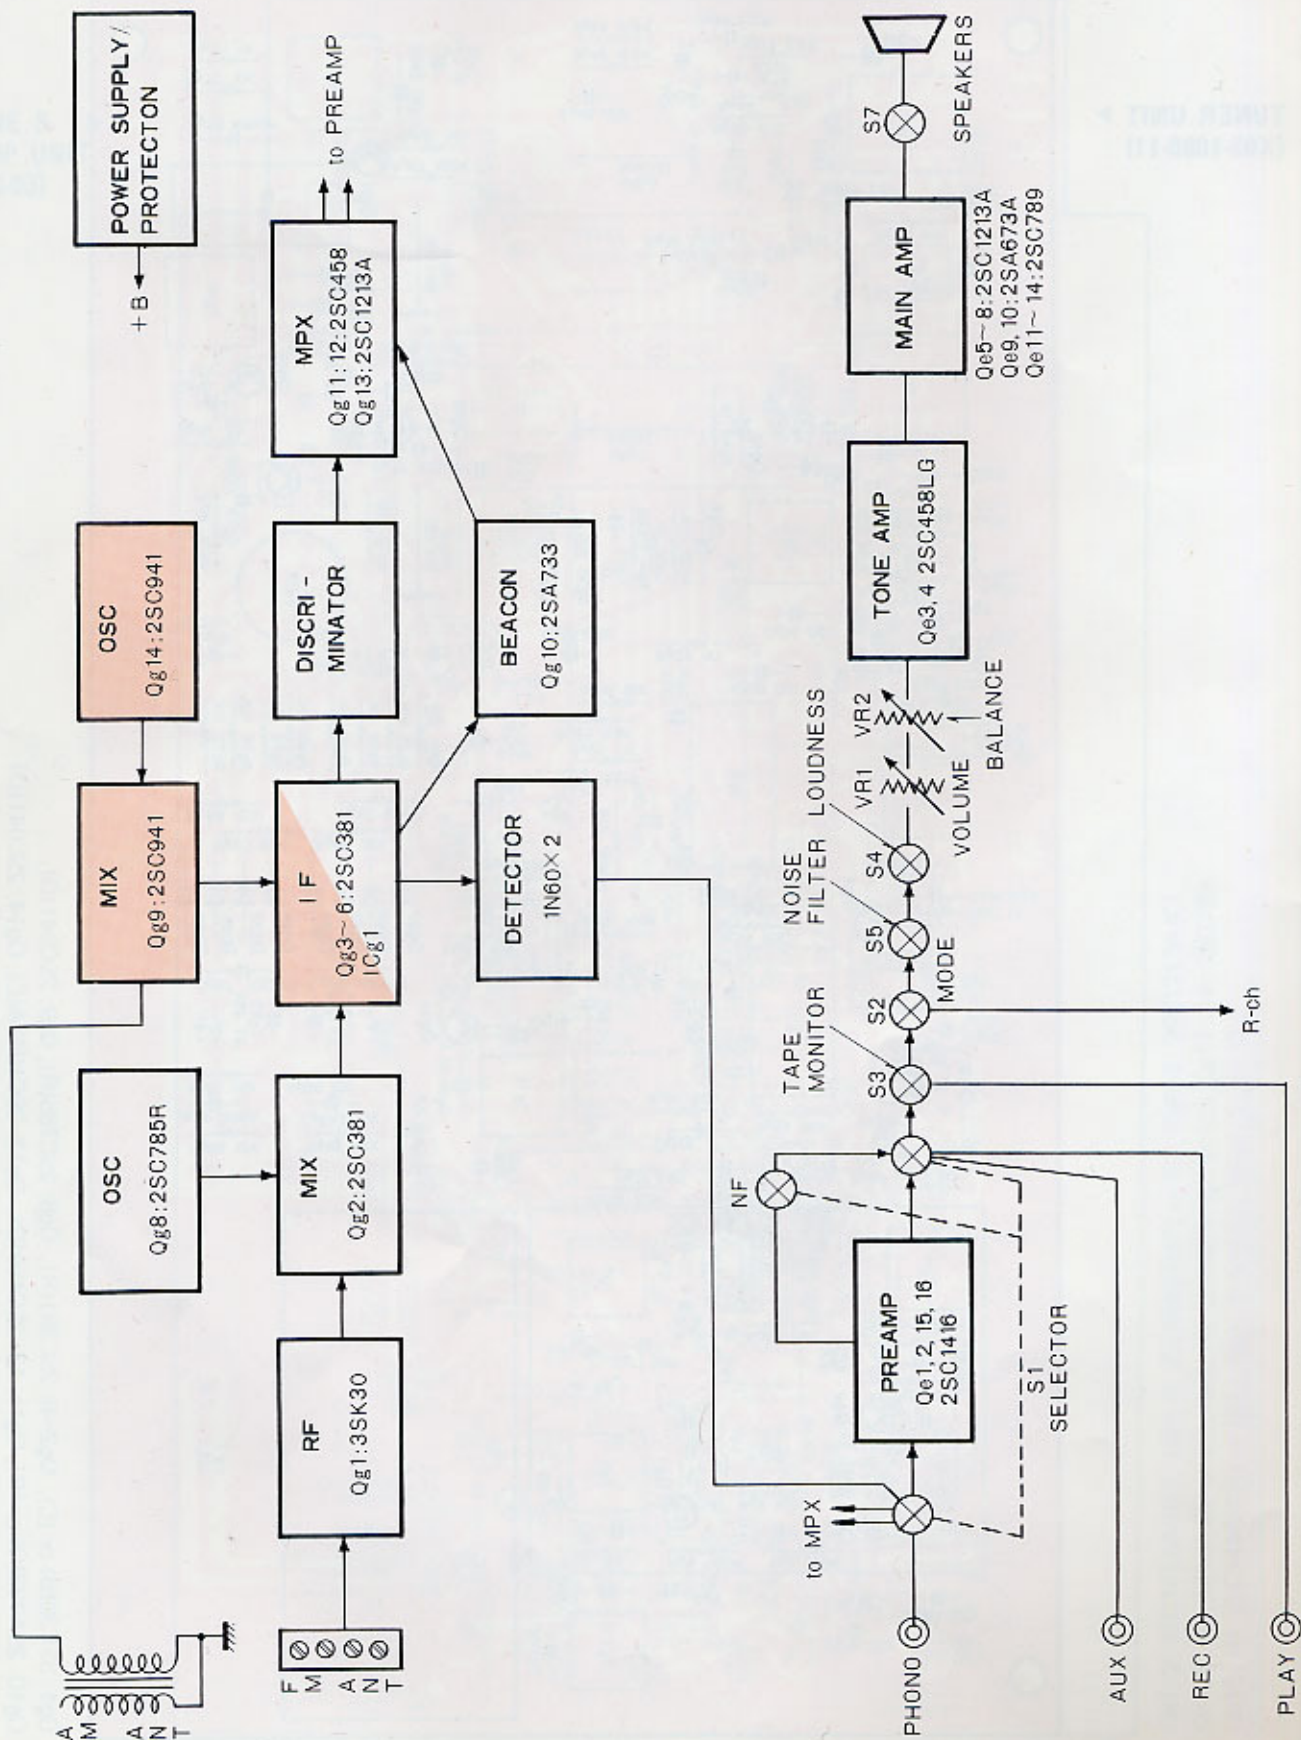 A
M
A
N
T
OSC
Qg8:2SC785R
MIX
Qg9:2SC941
OSC
Qg14:2SC941
POWER SUPPLY/
PROTECTON
+B
F
M
A
N
T
RF
Qg1:3SK30
MIX
Qg2:2SC381
IF
Qg3~6:2SC381
ICg1
DISCRI-
MINATOR
MPX
Qg11:12:2SC458
Qg13:2SC1213A
to PREAMP
DETECTOR
1N60×2
BEACON
Qg10:2SA733
to MPX
PHONO
PREAMP
Qe1,2,15,16
2SC1416
NF
S1
SELECTOR
TAPE
MONITOR
S3
S2
MODE
NOISE
FILTER
S5
LOUDNESS
S4
VR1
VOLUME
VR2
BALANCE
TONE AMP
Qe3,4 2SC458LG
MAIN AMP
Qe5~8:2SC1213A
Qe9,10:2SA673A
Qe11~14:2SC789
S7
SPEAKERS
R-ch
AUX
REC
PLAY
TUNER UNIT